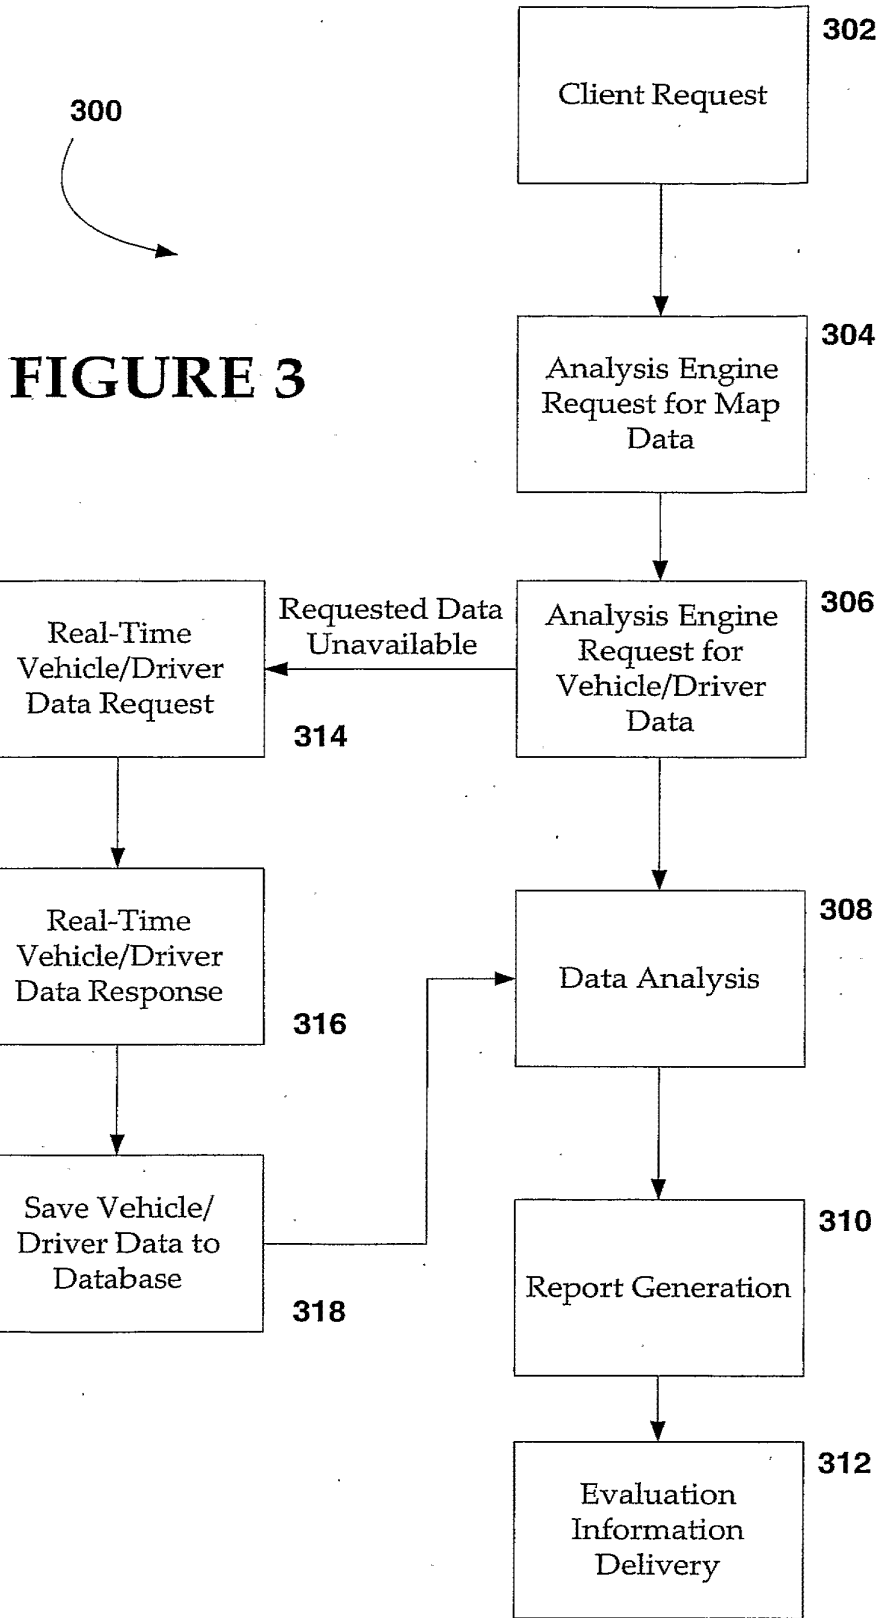 302
Client Request
300
304
Analysis Engine
Request for Map
Data
FIGURE 3
306
Analysis Engine
Request for
Vehicle/Driver
Data
Requested Data
Unavailable
Real-Time
Vehicle/Driver
Data Request
314
308
Data Analysis
Real-Time
Vehicle/Driver
Data Response
316
Save Vehicle/
Driver Data to
Database
318
310
Report Generation
312
Evaluation
Information
Delivery